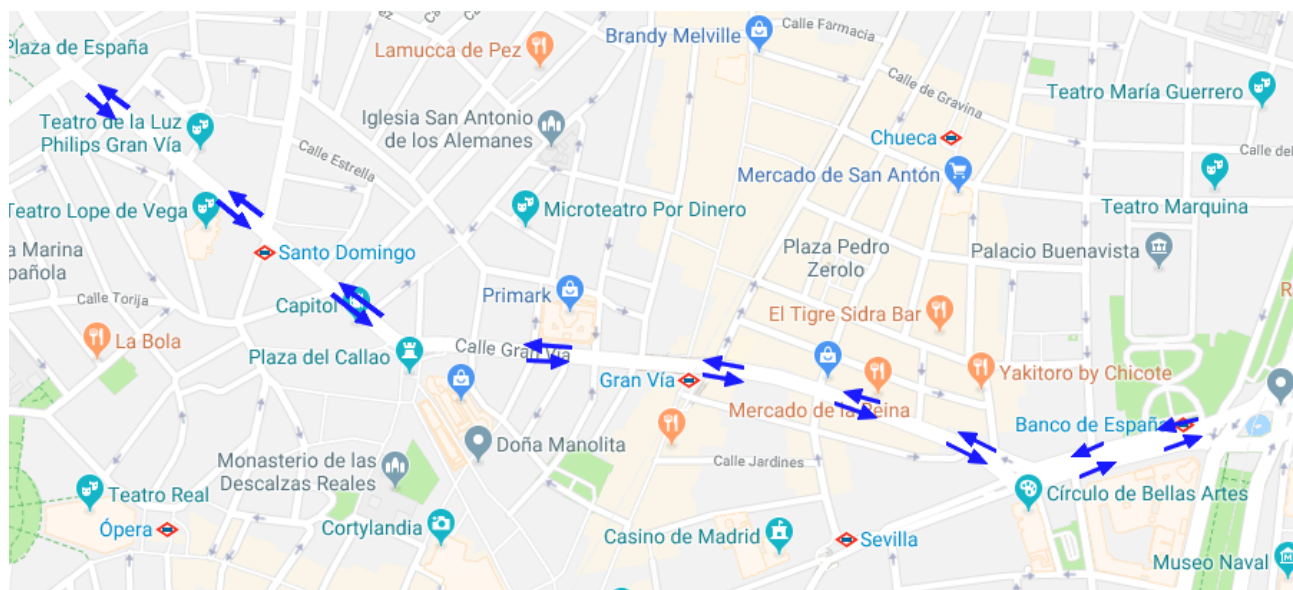 Plaza de España
Lamucca de Pez
Brandy Melville
Calle Farmacia
Calle de Gravina
Teatro María Guerrero
Teatro de la Luz
Philips Gran Vía
Iglesia San Antonio
de los Alemanes
Chueca
Calle Estrella
Calle del
Mercado de San Antón
Teatro Lope de Vega
Microteatro Por Dinero
Teatro Marquina
a Marina
pañola
Santo Domingo
Plaza Pedro
Zerolo
Palacio Buenavista
Calle Torija
Capitol
Primark
El Tigre Sidra Bar
R
La Bola
Plaza del Callao
Calle Gran Vía
Gran Vía
Yakitoro by Chicote
Mercado de la Reina
Banco de España
Doña Manolita
Monasterio de las
Descalzas Reales
Calle Jardines
Teatro Real
Círculo de Bellas Artes
Ópera
Cortylandia
Casino de Madrid
Sevilla
Museo Naval